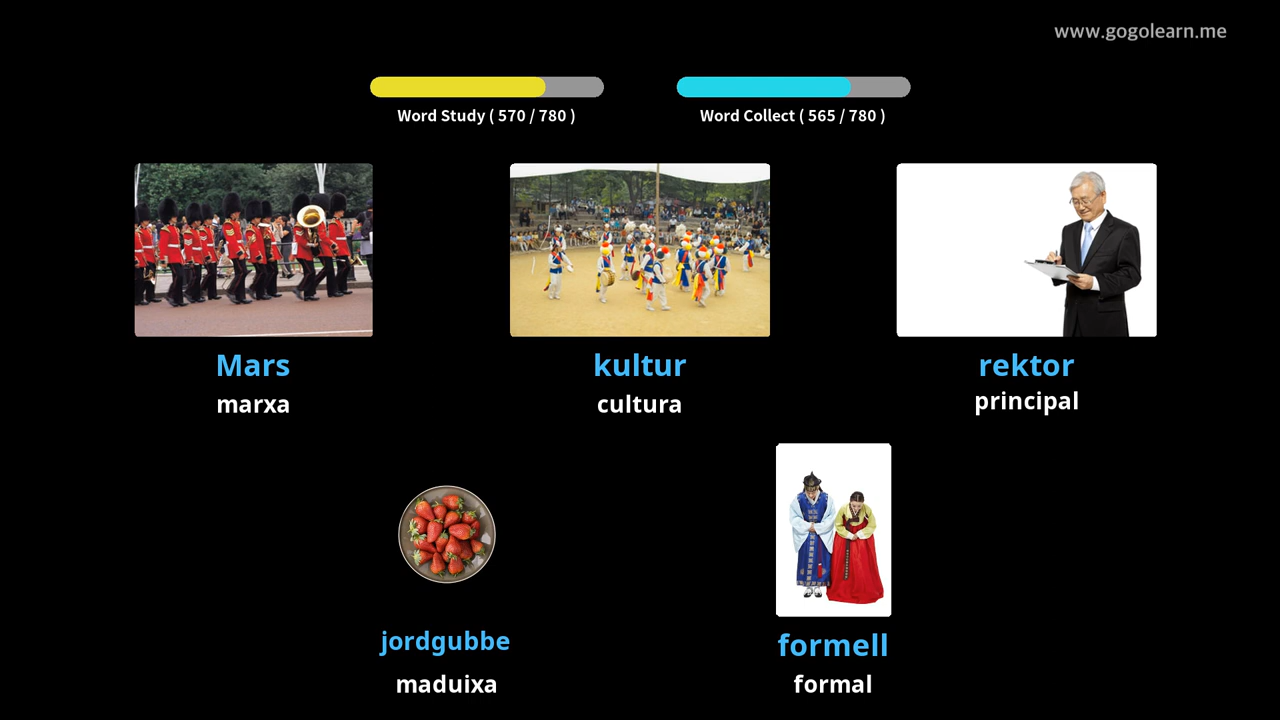 www.gogolearn.me
Word Study ( 570 / 780 )
Word Collect ( 565 / 780 )
Mars
marxa
kultur
cultura
rektor
principal
jordgubbe
maduixa
formell
formal